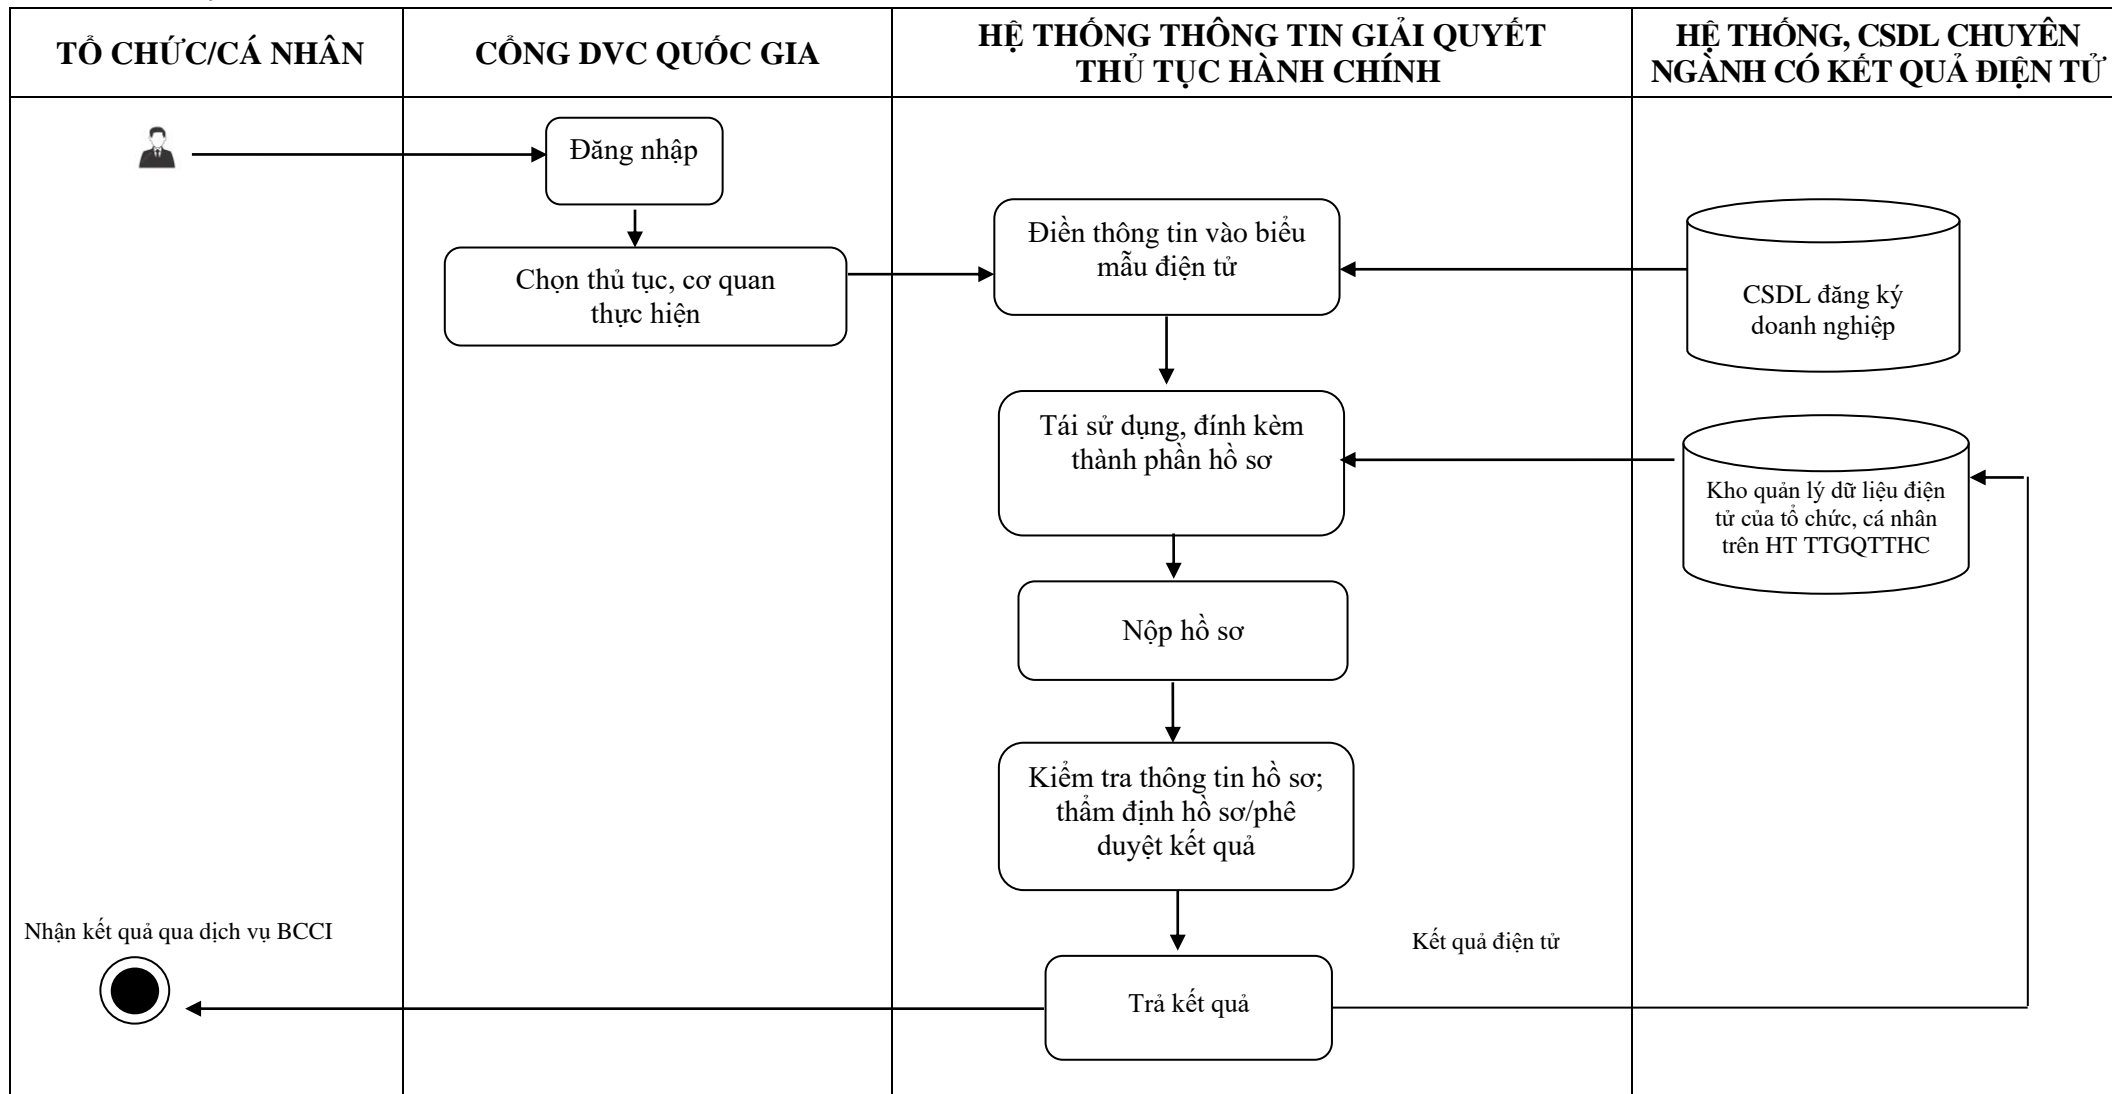 TỔ CHỨC/CÁ NHÂN
CỔNG DVC QUỐC GIA
HỆ THỐNG THÔNG TIN GIẢI QUYẾT
THỦ TỤC HÀNH CHÍNH
HỆ THỐNG, CSDL CHUYÊN
NGÀNH CÓ KẾT QUẢ ĐIỆN TỬ
Đăng nhập
Chọn thủ tục, cơ quan
thực hiện
Điền thông tin vào biểu
mẫu điện tử
CSDL đăng ký
doanh nghiệp
Tái sử dụng, đính kèm
thành phần hồ sơ
Kho quản lý dữ liệu điện
tử của tổ chức, cá nhân
trên HT TTGQTTHC
Nộp hồ sơ
Kiểm tra thông tin hồ sơ;
thẩm định hồ sơ/phê
duyệt kết quả
Nhận kết quả qua dịch vụ BCCI
Kết quả điện tử
Trả kết quả